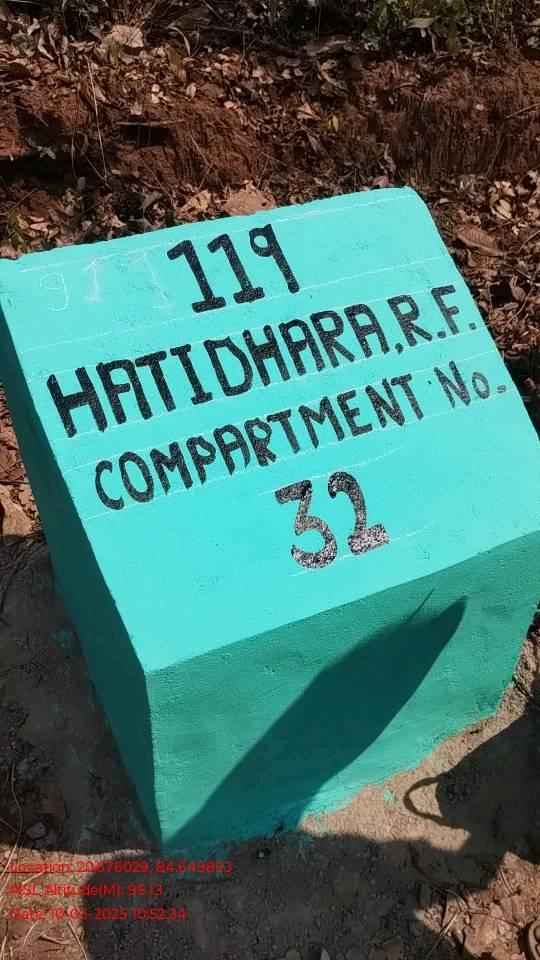 119
HATIDHARA.R.F.
COMPARTMENT No.
32
Location: 20.676029, 84.649893
MSL Altitude(M): 95.13
Date: 10-03-2025 10:52:34